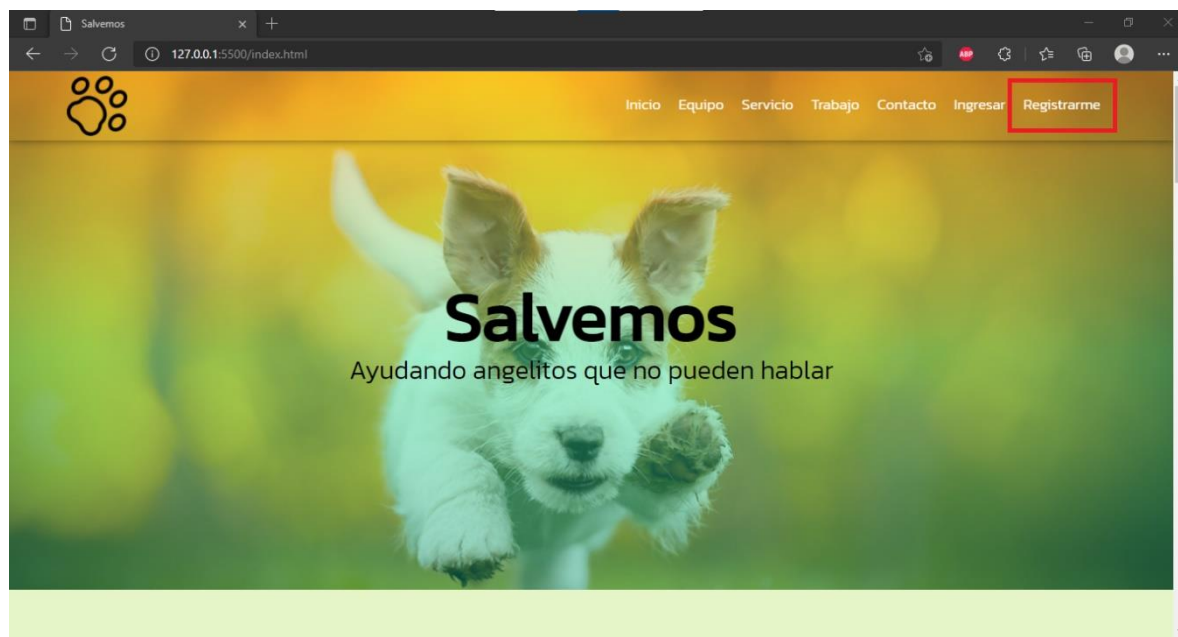 Salvemos
127.0.0.1:5500/index.html
ABP
Inicio Equipo Servicio Trabajo Contacto Ingresar Registrarme
Salvemos
Ayudando angelitos que no pueden hablar